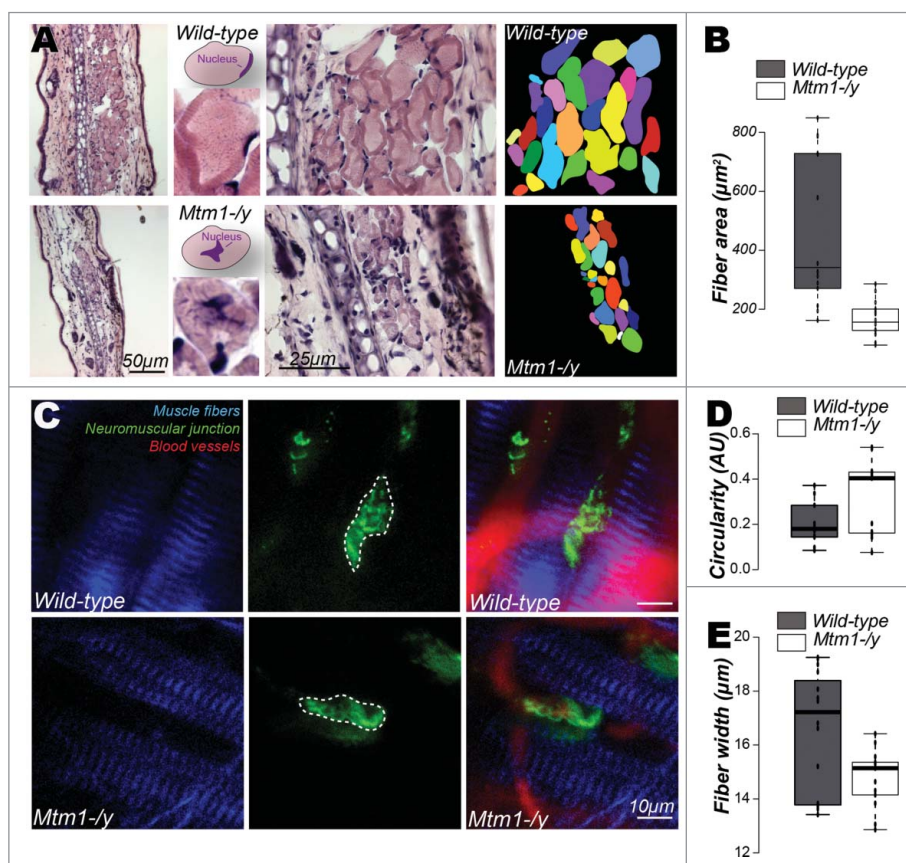 A
Wild-type
Nucleus
Wild-type
Mtm1-/y
Nucleus
50µm
25µm
Mtm1-/y
B
Wild-type
Mtm1-/y
Fiber area (µm²)
800
600
400
200
C
Muscle fibers
Neuromuscular junction
Blood vessels
Wild-type
Wild-type
Mtm1-/y
Mtm1-/y
10µm
D
Wild-type
Mtm1-/y
Circularity (AU)
0.6
0.4
0.2
0.0
E
Wild-type
Mtm1-/y
Fiber width (µm)
20
18
16
14
12